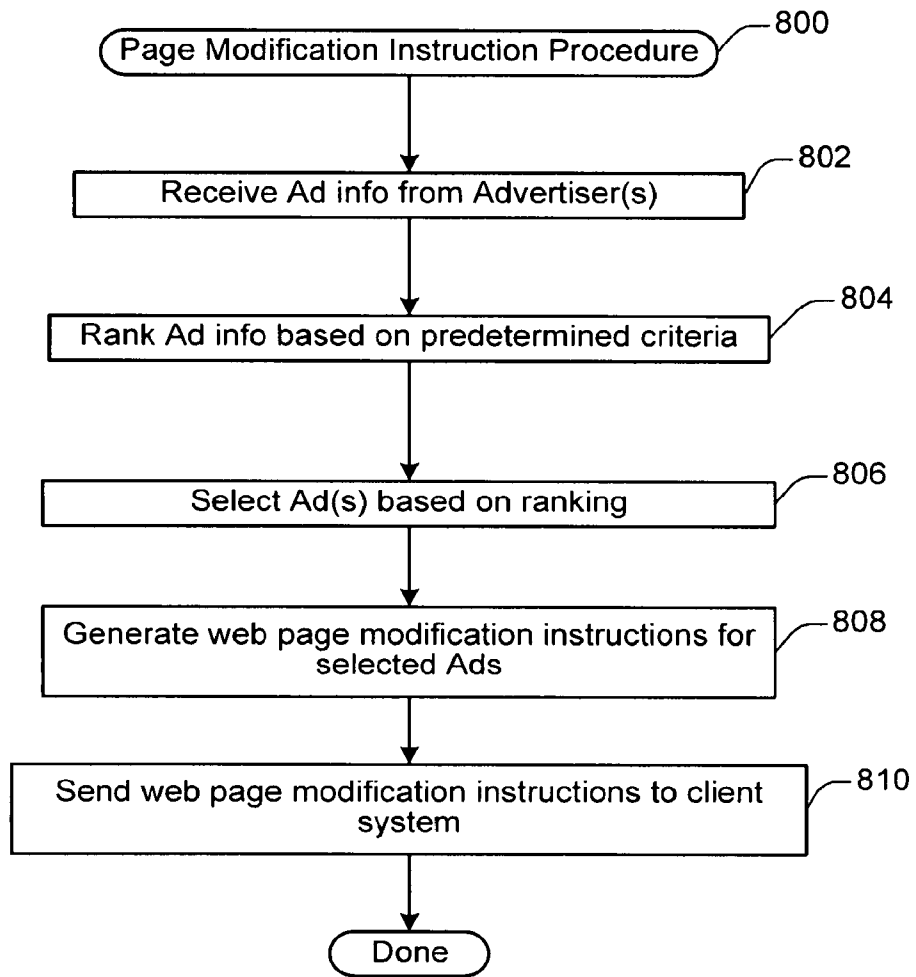 Page Modification Instruction Procedure
800
802
Receive Ad info from Advertiser(s)
804
Rank Ad info based on predetermined criteria
806
Select Ad(s) based on ranking
Generate web page modification instructions for
selected Ads
808
Send web page modification instructions to client
system
810
Done